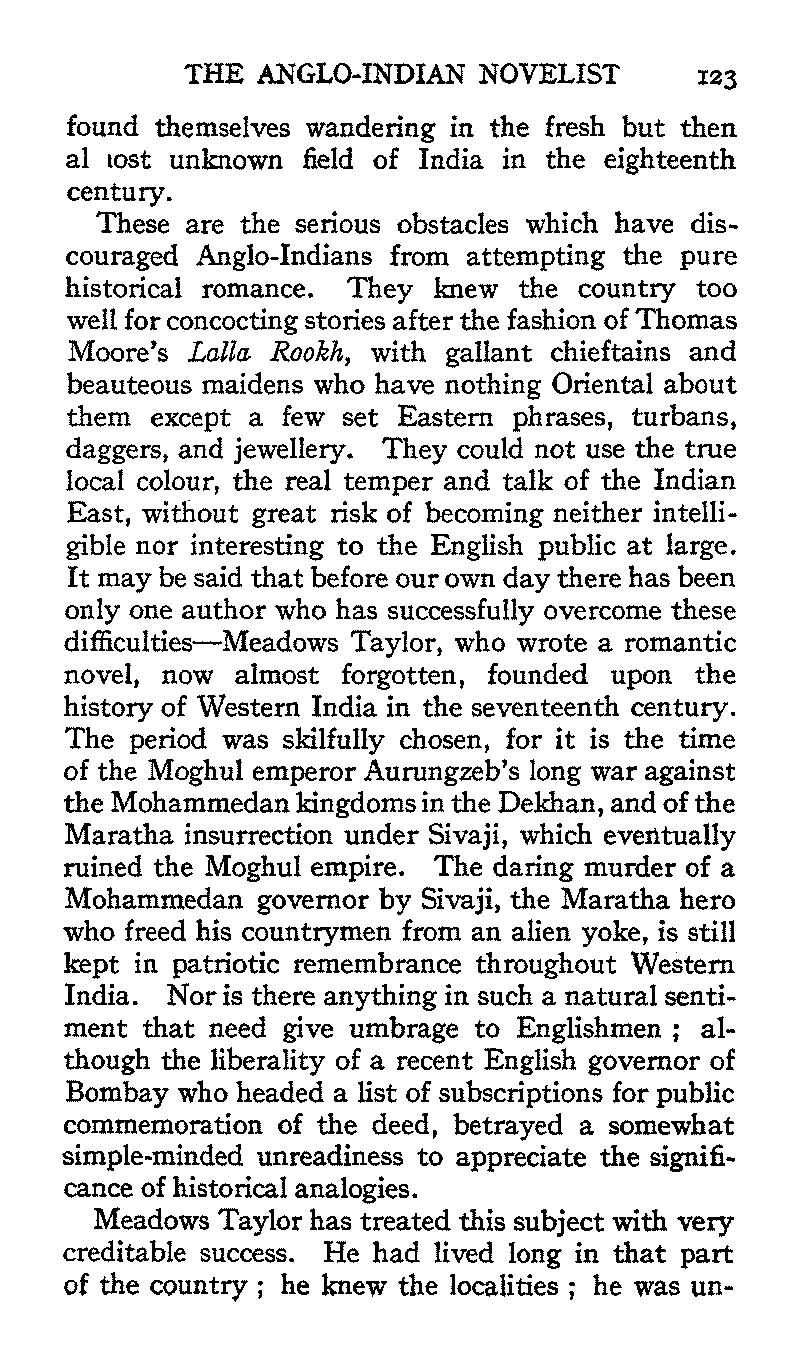 THE ANGLO-INDIAN NOVELIST 123
found themselves wandering in the fresh but then
al ıost unknown field of India in the eighteenth
century.
These are the serious obstacles which have dis-
couraged Anglo-Indians from attempting the pure
historical romance. They knew the country too
well for concocting stories after the fashion of Thomas
Moore's Lalla Rookh, with gallant chieftains and
beauteous maidens who have nothing Oriental about
them except a few set Eastern phrases, turbans,
daggers, and jewellery. They could not use the true
local colour, the real temper and talk of the Indian
East, without great risk of becoming neither intelli-
gible nor interesting to the English public at large.
It may be said that before our own day there has been
only one author who has successfully overcome these
difficulties—Meadows Taylor, who wrote a romantic
novel, now almost forgotten, founded upon the
history of Western India in the seventeenth century.
The period was skilfully chosen, for it is the time
of the Moghul emperor Aurungzeb's long war against
the Mohammedan kingdoms in the Dekhan, and of the
Maratha insurrection under Sivaji, which eventually
ruined the Moghul empire. The daring murder of a
Mohammedan governor by Sivaji, the Maratha hero
who freed his countrymen from an alien yoke, is still
kept in patriotic remembrance throughout Western
India. Nor is there anything in such a natural senti-
ment that need give umbrage to Englishmen ; al-
though the liberality of a recent English governor of
Bombay who headed a list of subscriptions for public
commemoration of the deed, betrayed a somewhat
simple-minded unreadiness to appreciate the signifi-
cance of historical analogies.
Meadows Taylor has treated this subject with very
creditable success. He had lived long in that part
of the country ; he knew the localities ; he was un-